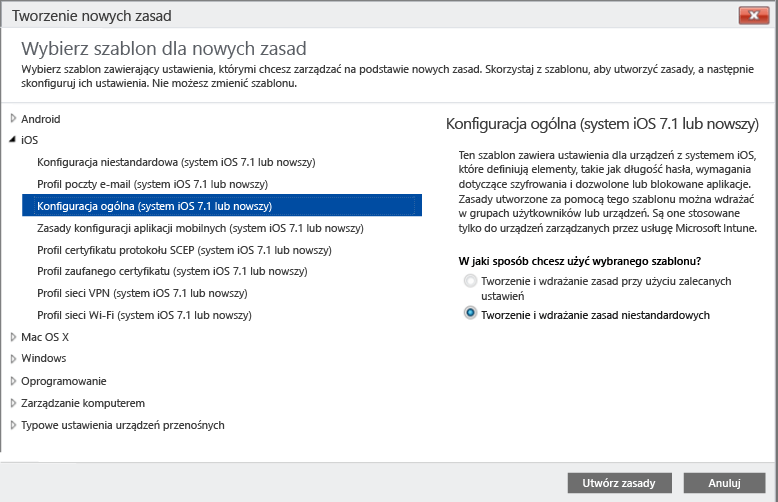 Tworzenie nowych zasad
Wybierz szablon dla nowych zasad
Wybierz szablon zawierający ustawienia, którymi chcesz zarządzać na podstawie nowych zasad. Skorzystaj z szablonu, aby utworzyć zasady, a następnie
skonfiguruj ich ustawienia. Nie możesz zmienić szablonu.
Android
iOS
Konfiguracja niestandardowa (system iOS 7.1 lub nowszy)
Profil poczty e-mail (system iOS 7.1 lub nowszy)
Konfiguracja ogólna (system iOS 7.1 lub nowszy)
Zasady konfiguracji aplikacji mobilnych (system iOS 7.1 lub nowszy)
Profil certyfikatu protokołu SCEP (system iOS 7.1 lub nowszy)
Profil zaufanego certyfikatu (system iOS 7.1 lub nowszy)
Profil sieci VPN (system iOS 7.1 lub nowszy)
Profil sieci Wi-Fi (system iOS 7.1 lub nowszy)
Mac OS X
Windows
Oprogramowanie
Zarządzanie komputerem
Typowe ustawienia urządzeń przenośnych
Konfiguracja ogólna (system iOS 7.1 lub nowszy)
Ten szablon zawiera ustawienia dla urządzeń z systemem iOS,
które definiują elementy, takie jak długość hasła, wymagania
dotyczące szyfrowania i dozwolone lub blokowane aplikacje.
Zasady utworzone za pomocą tego szablonu można wdrażać
w grupach użytkowników lub urządzeń. Są one stosowane
tylko do urządzeń zarządzanych przez usługę Microsoft Intune.
W jaki sposób chcesz użyć wybranego szablonu?
Tworzenie i wdrażanie zasad przy użyciu zalecanych
ustawień
Tworzenie i wdrażanie zasad niestandardowych
Utwórz zasady
Anuluj